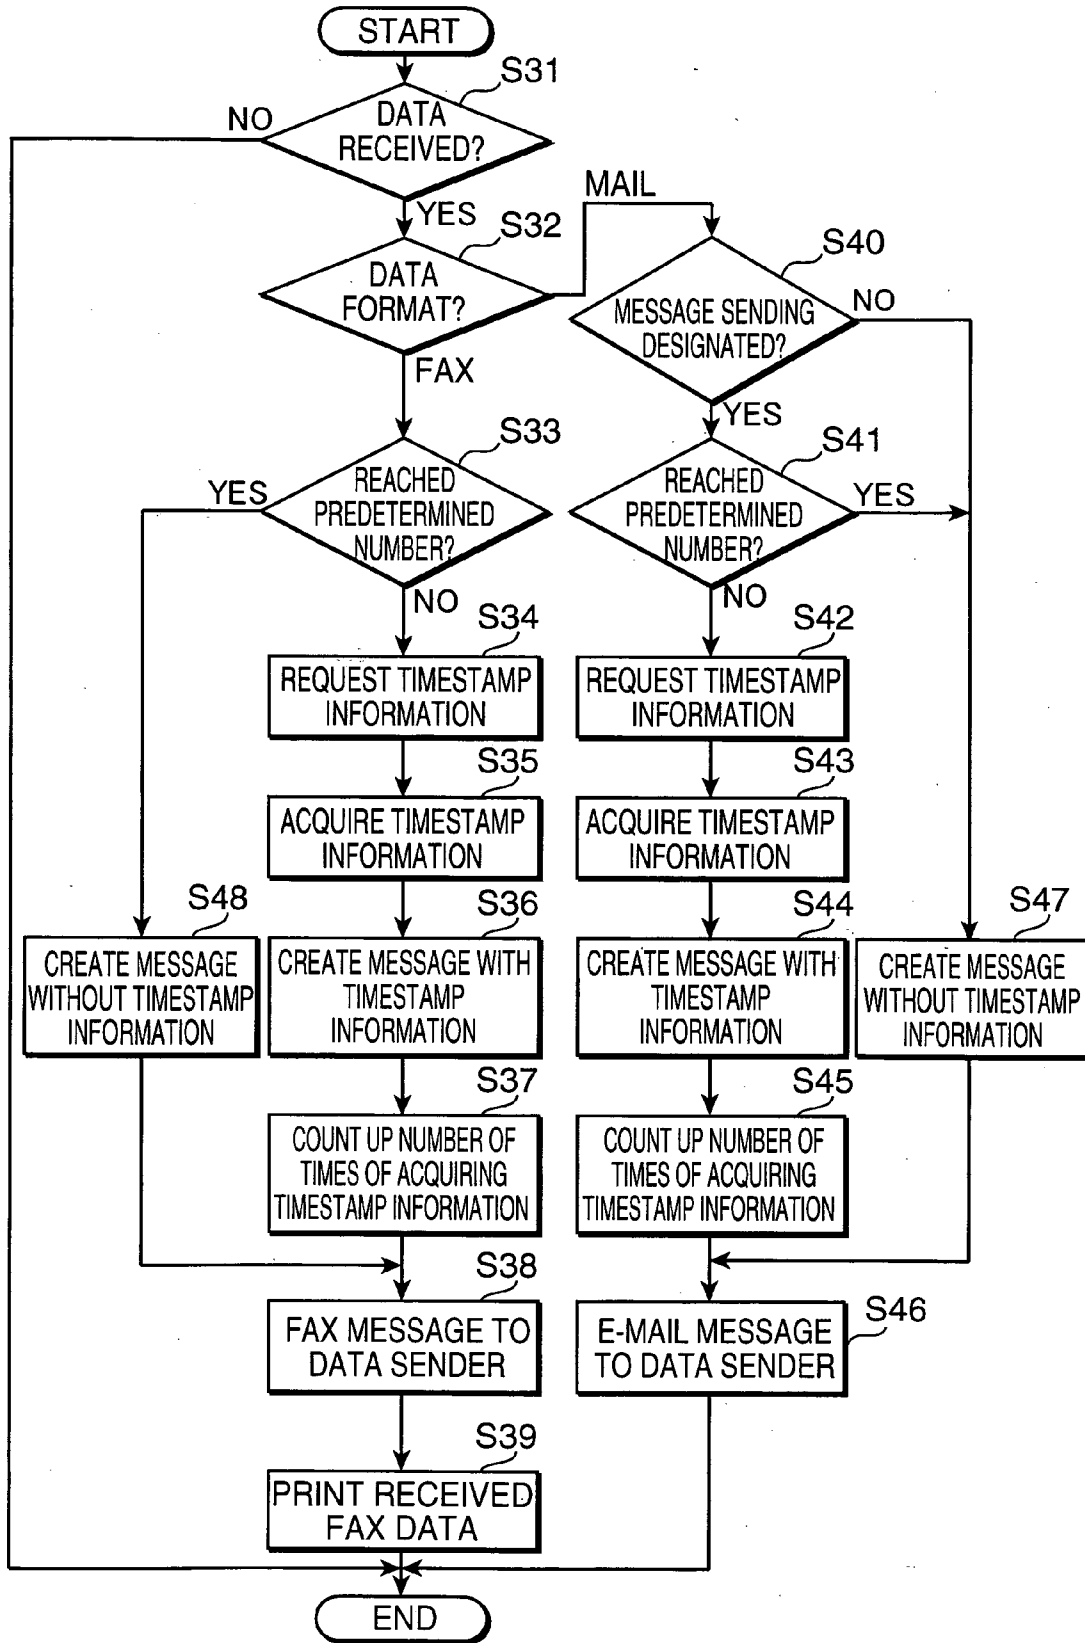 START
S31
DATA
RECEIVED?
NO
YES
MAIL
S32
DATA
FORMAT?
FAX
S40
MESSAGE SENDING
DESIGNATED?
NO
YES
S33
REACHED
PREDETERMINED
NUMBER?
YES
NO
S41
REACHED
PREDETERMINED
NUMBER?
YES
NO
S34
REQUEST TIMESTAMP
INFORMATION
S42
REQUEST TIMESTAMP
INFORMATION
S35
ACQUIRE TIMESTAMP
INFORMATION
S43
ACQUIRE TIMESTAMP
INFORMATION
S48
CREATE MESSAGE
WITHOUT TIMESTAMP
INFORMATION
S36
CREATE MESSAGE WITH
TIMESTAMP
INFORMATION
S44
CREATE MESSAGE WITH
TIMESTAMP
INFORMATION
S47
CREATE MESSAGE
WITHOUT TIMESTAMP
INFORMATION
S37
COUNT UP NUMBER OF
TIMES OF ACQUIRING
TIMESTAMP INFORMATION
S45
COUNT UP NUMBER OF
TIMES OF ACQUIRING
TIMESTAMP INFORMATION
S38
FAX MESSAGE TO
DATA SENDER
S46
E-MAIL MESSAGE
TO DATA SENDER
S39
PRINT RECEIVED
FAX DATA
END